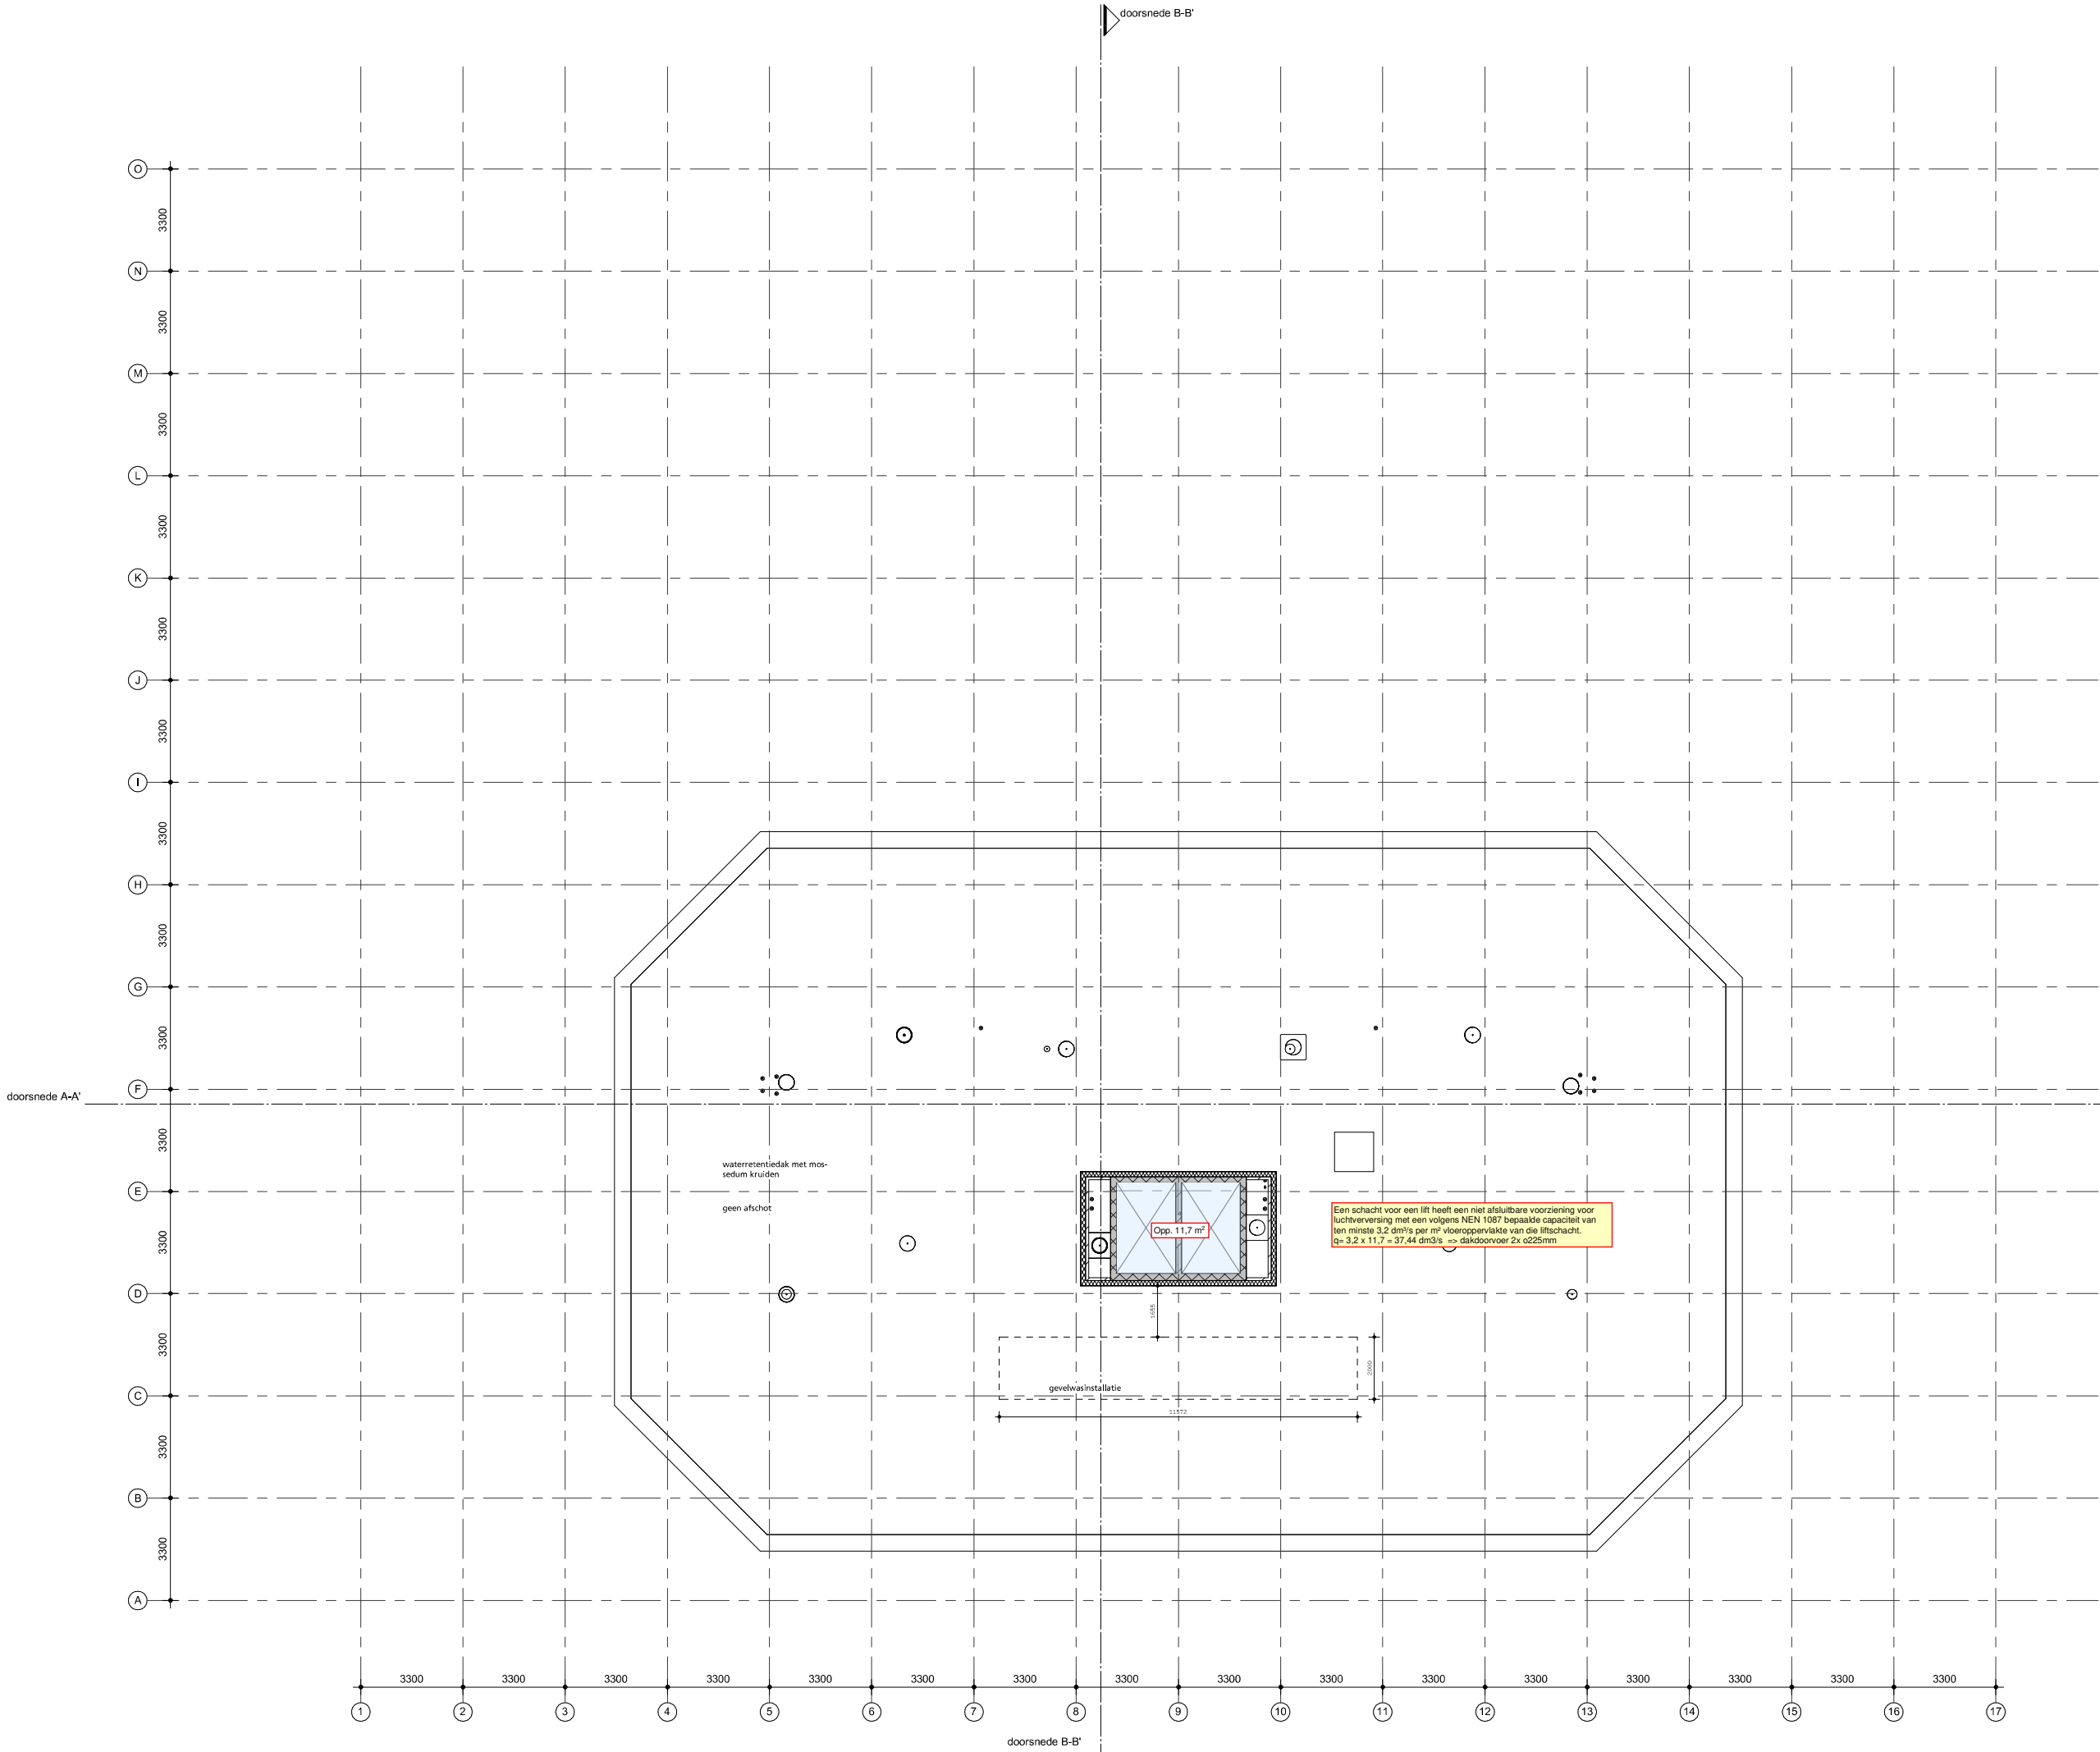 doorsnede B-B'
O
3300
N
3300
M
3300
L
3300
K
3300
J
3300
I
3300
H
3300
G
3300
F
doorsnede A-A'
3300
E
3300
D
3300
C
3300
B
3300
A
waterretentiedak met mos-
sedum kruiden
geen afschot
Opp. 11,7 m²
Een schacht voor een lift heeft een niet afsluitbare voorziening voor
luchtverversing met een volgens NEN 1087 bepaalde capaciteit van
ten minste 3,2 dm³/s per m² vloeroppervlakte van die liftschacht.
q= 3,2 x 11,7 = 37,44 dm3/s => dakdoorvoer 2x o225mm
1655
2000
gevelwasinstallatie
11572
3300 3300 3300 3300 3300 3300 3300 3300 3300 3300 3300 3300 3300 3300 3300 3300
1 2 3 4 5 6 7 8 9 10 11 12 13 14 15 16 17
doorsnede B-B'